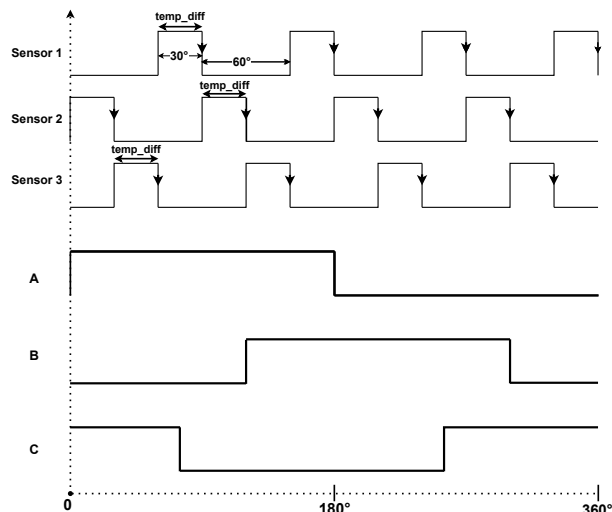 temp_diff
Sensor 1
30°
60°
temp_diff
Sensor 2
temp_diff
Sensor 3
A
B
C
0
180°
360°